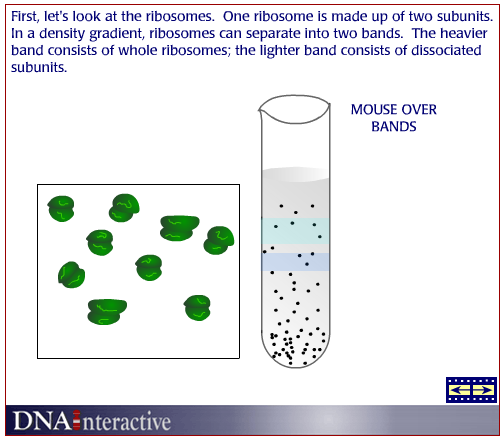 First, let's look at the ribosomes.  One ribosome is made up of two subunits.
In a density gradient, ribosomes can separate into two bands.  The heavier
band consists of whole ribosomes; the lighter band consists of dissociated
subunits.
MOUSE OVER
BANDS
DNAinteractive